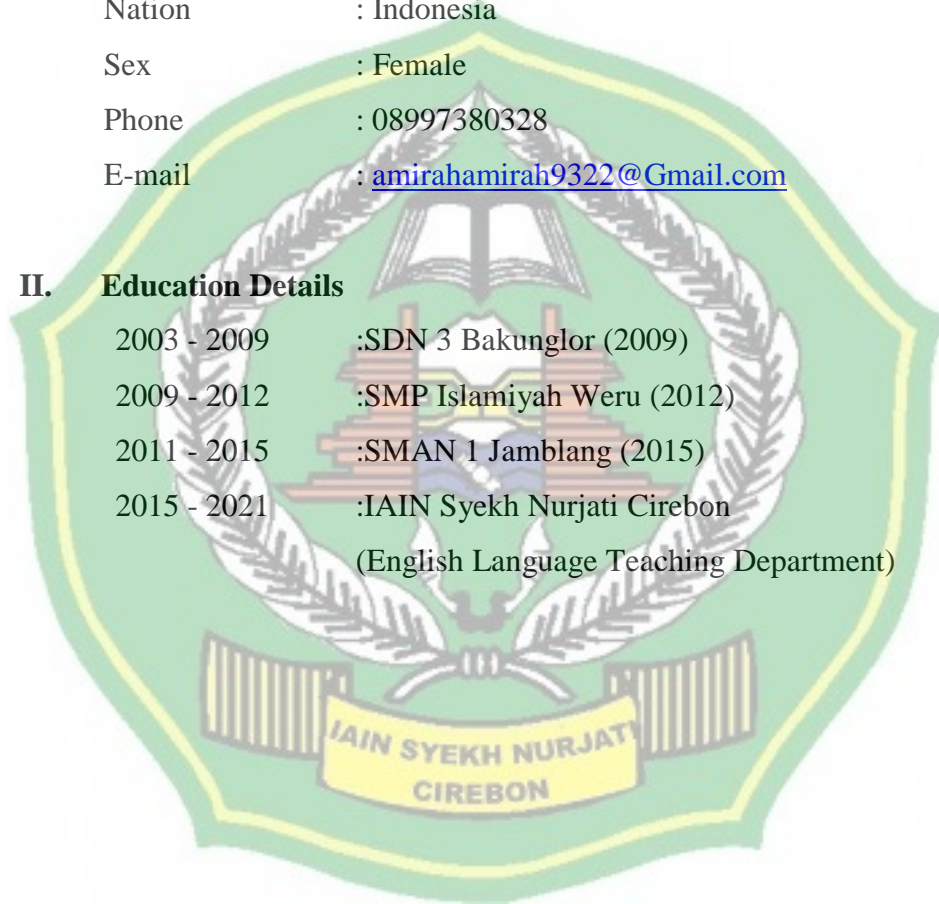 Nation : Indonesia
Sex : Female
Phone : 08997380328
E-mail : amirahamirah9322@Gmail.com
II. Education Details
2003 - 2009 :SDN 3 Bakunglor (2009)
2009 - 2012 :SMP Islamiyah Weru (2012)
2011 - 2015 :SMAN 1 Jamblang (2015)
2015 - 2021 :IAIN Syekh Nurjati Cirebon
(English Language Teaching Department)
IAIN SYEKH NURJATI
CIREBON